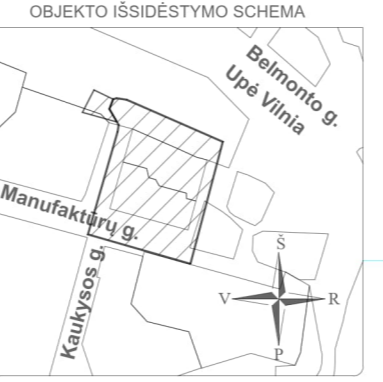 OBJEKTO IŠSIDĖSTYMO SCHEMA
Belmonto g.
Upė Vilnia
Manufaktūrų g.
Kaukysos g.
Š
V
R
P